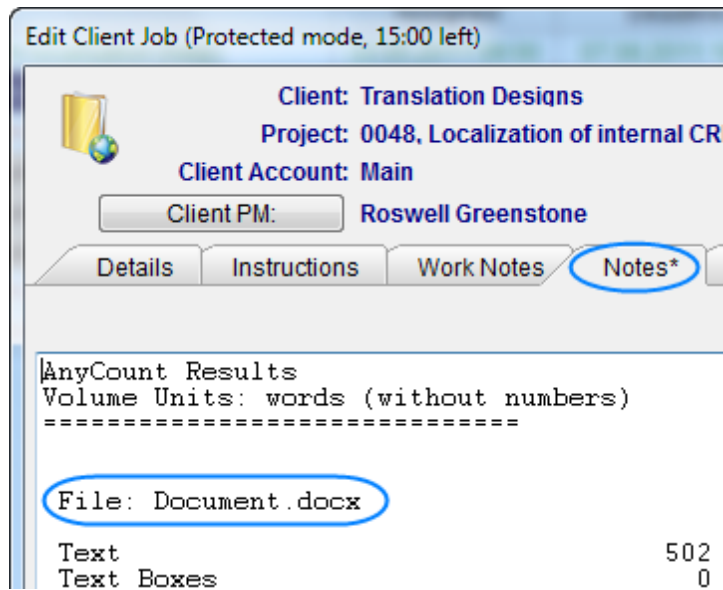 Edit Client Job (Protected mode, 15:00 left)
Client: Translation Designs
Project: 0048, Localization of internal CR
Client Account: Main
Client PM: Roswell Greenstone
Details Instructions Work Notes Notes*
AnyCount Results
Volume Units: words (without numbers)
==============================
File: Document.docx
Text 502
Text Boxes 0